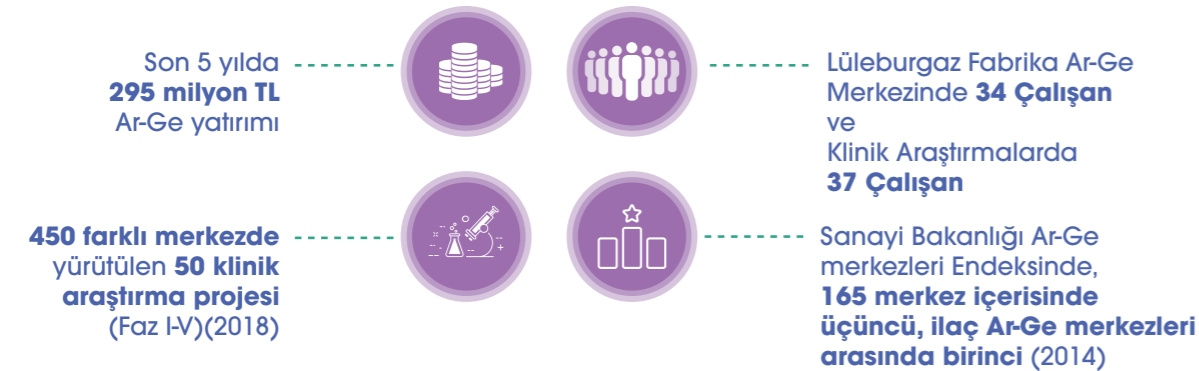 Son 5 yılda
295 milyon TL
Ar-Ge yatırımı
Lüleburgaz Fabrika Ar-Ge
Merkezinde 34 Çalışan
ve
Klinik Araştırmalarda
37 Çalışan
450 farklı merkezde
yürütülen 50 klinik
araştırma projesi
(Faz I-V)(2018)
Sanayi Bakanlığı Ar-Ge
merkezleri Endeksinde,
165 merkez içerisinde
üçüncü, ilaç Ar-Ge merkezleri
arasında birinci (2014)